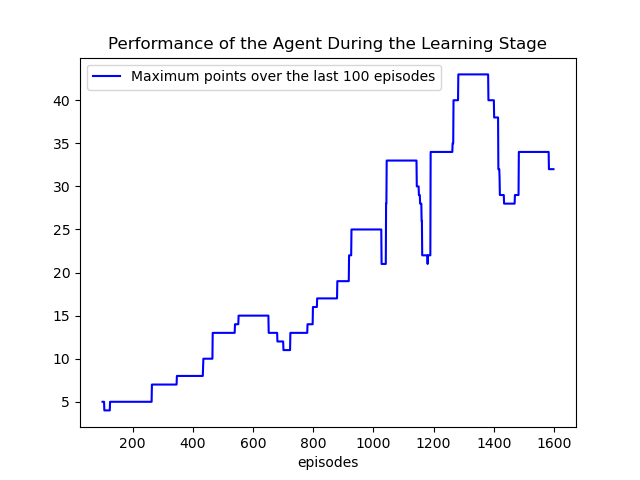 Performance of the Agent During the Learning Stage
Maximum points over the last 100 episodes
40
35
30
25
20
15
10
5
200 400 600 800 1000 1200 1400 1600
episodes